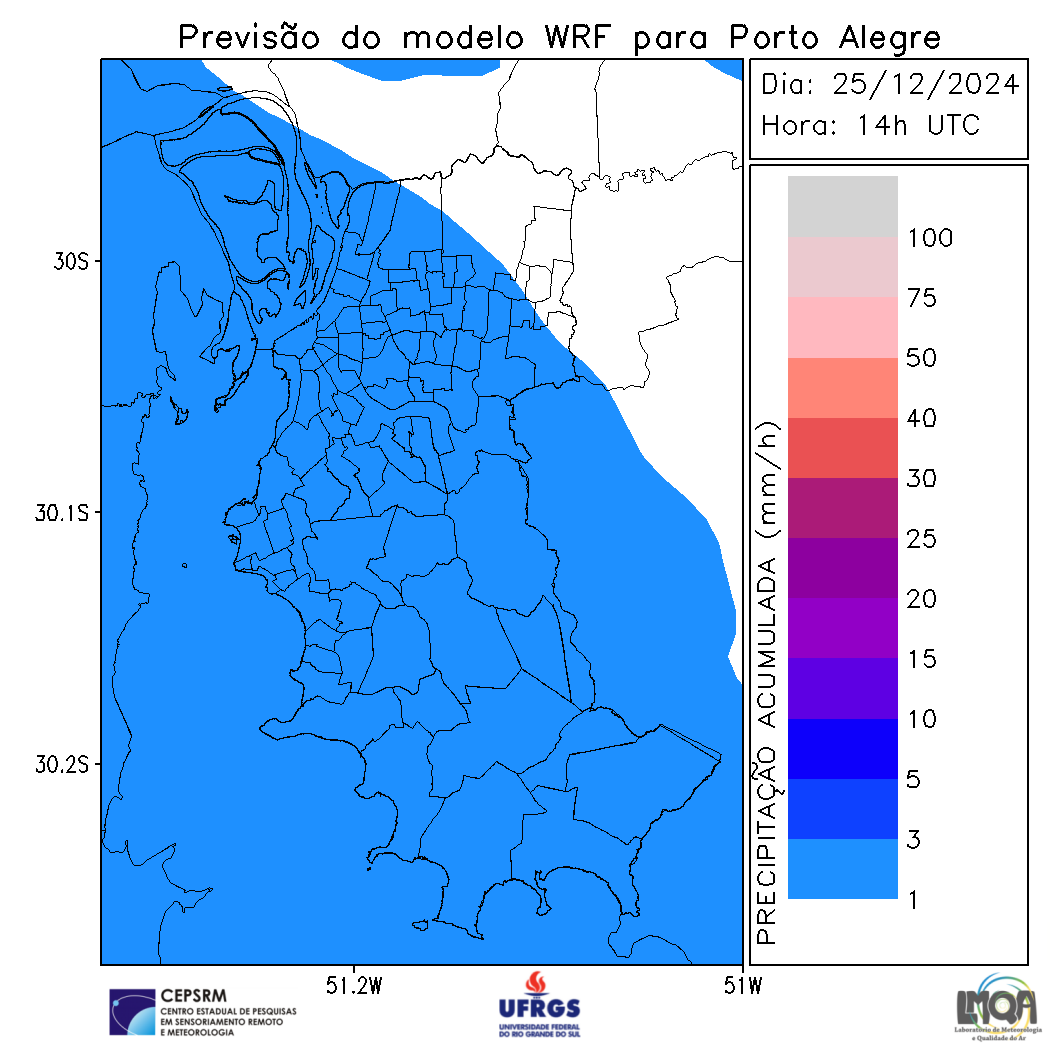 Previsão do modelo WRF para Porto Alegre
Dia: 25/12/2024
Hora: 14h UTC
PRECIPITAÇÃO ACUMULADA (mm/h)
100
75
50
40
30
25
20
15
10
5
3
1
30S
30.1S
30.2S
51.2W
51W
CEPSRM
CENTRO ESTADUAL DE PESQUISAS
EM SENSORIAMENTO REMOTO
E METEOROLOGIA
UFRGS
UNIVERSIDADE FEDERAL
DO RIO GRANDE DO SUL
LMQA
Laboratório de Meteorologia
e Qualidade do Ar